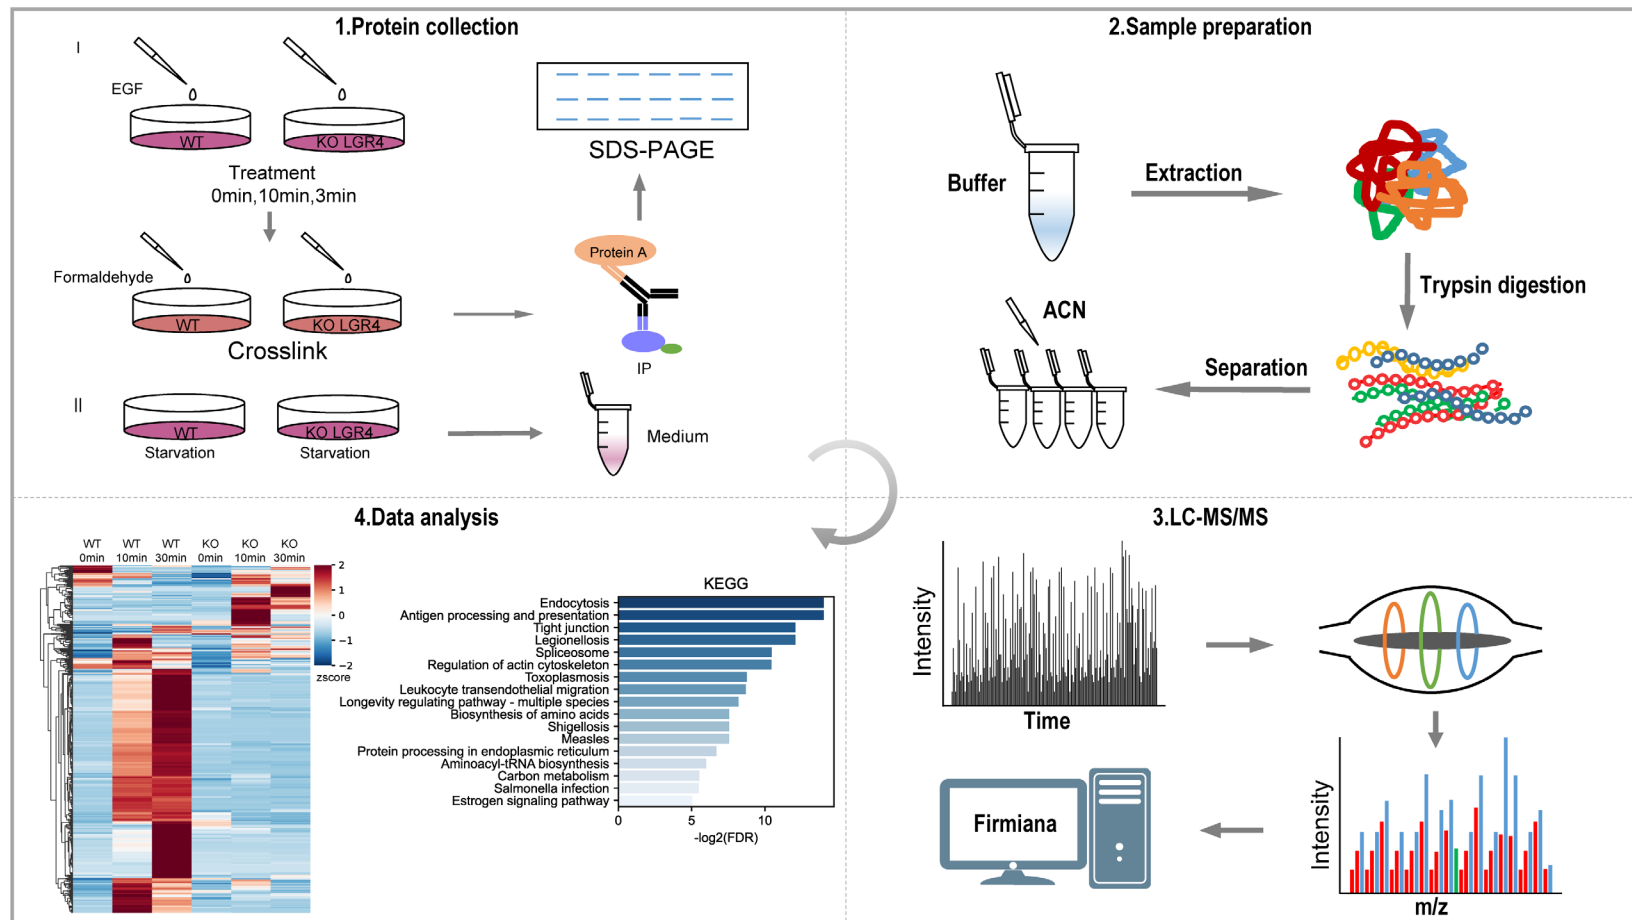 1.Protein collection
I
EGF
WT
KO LGR4
Treatment
0min,10min,3min
Formaldehyde
WT
KO LGR4
Crosslink
SDS-PAGE
Protein A
IP
II
WT
KO LGR4
Starvation
Starvation
Medium
2.Sample preparation
Buffer
Extraction
Trypsin digestion
ACN
Separation
4.Data analysis
WT WT WT KO KO KO
0min 10min 30min 0min 10min 30min
2
1
0
−1
−2
zscore
KEGG
Endocytosis
Antigen processing and presentation
Tight junction
Legionellosis
Spliceosome
Regulation of actin cytoskeleton
Toxoplasmosis
Leukocyte transendothelial migration
Longevity regulating pathway - multiple species
Biosynthesis of amino acids
Shigellosis
Measles
Protein processing in endoplasmic reticulum
Aminoacyl-tRNA biosynthesis
Carbon metabolism
Salmonella infection
Estrogen signaling pathway
0 5 10
-log2(FDR)
3.LC-MS/MS
Intensity
Time
Intensity
m/z
Firmiana